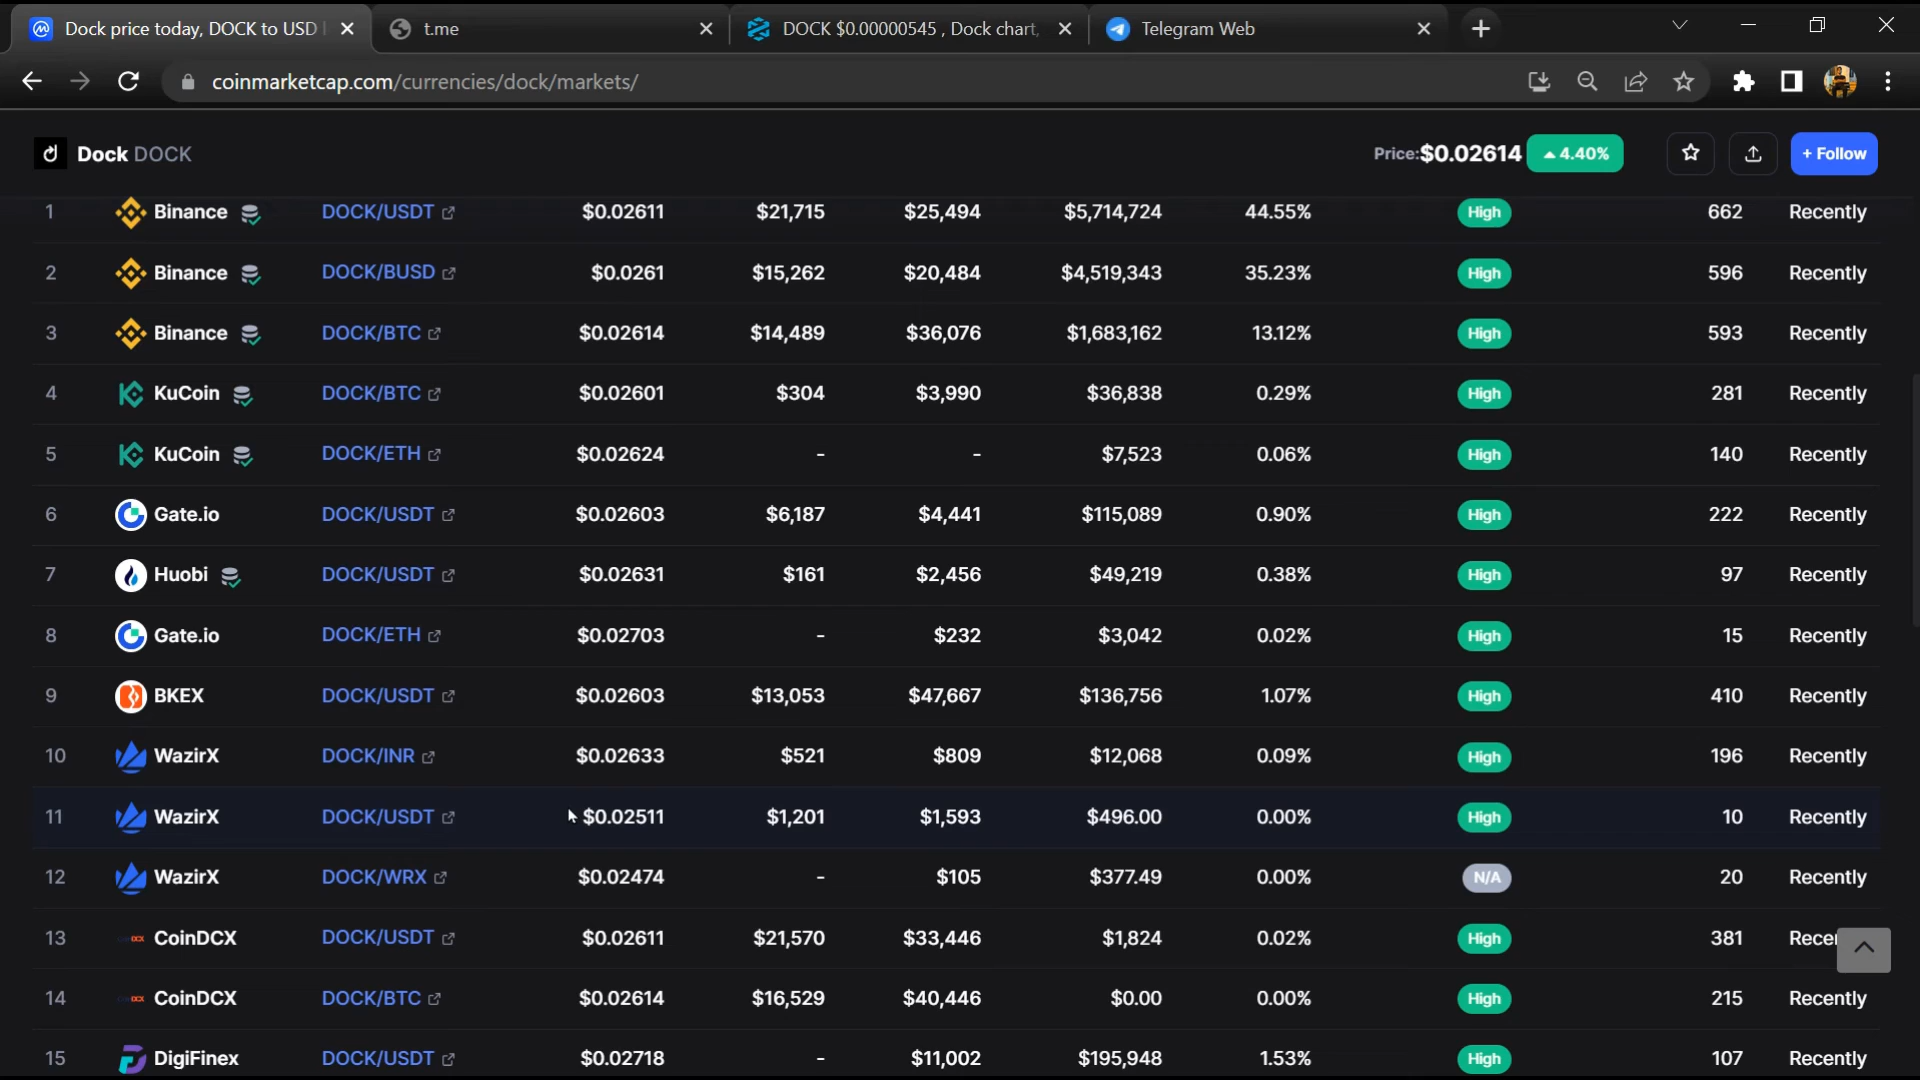 Dock price today, DOCK to USD
t.me
DOCK $0.00000545 , Dock chart,
Telegram Web
coinmarketcap.com/currencies/dock/markets/
Dock DOCK
Price:$0.02614
4.40%
+ Follow
1 Binance DOCK/USDT $0.02611 $21,715 $25,494 $5,714,724 44.55% High 662 Recently
2 Binance DOCK/BUSD $0.0261 $15,262 $20,484 $4,519,343 35.23% High 596 Recently
3 Binance DOCK/BTC $0.02614 $14,489 $36,076 $1,683,162 13.12% High 593 Recently
4 KuCoin DOCK/BTC $0.02601 $304 $3,990 $36,838 0.29% High 281 Recently
5 KuCoin DOCK/ETH $0.02624 - - $7,523 0.06% High 140 Recently
6 Gate.io DOCK/USDT $0.02603 $6,187 $4,441 $115,089 0.90% High 222 Recently
7 Huobi DOCK/USDT $0.02631 $161 $2,456 $49,219 0.38% High 97 Recently
8 Gate.io DOCK/ETH $0.02703 - $232 $3,042 0.02% High 15 Recently
9 BKEX DOCK/USDT $0.02603 $13,053 $47,667 $136,756 1.07% High 410 Recently
10 WazirX DOCK/INR $0.02633 $521 $809 $12,068 0.09% High 196 Recently
11 WazirX DOCK/USDT $0.02511 $1,201 $1,593 $496.00 0.00% High 10 Recently
12 WazirX DOCK/WRX $0.02474 - $105 $377.49 0.00% N/A 20 Recently
13 CoinDCX DOCK/USDT $0.02611 $21,570 $33,446 $1,824 0.02% High 381 Rece
14 CoinDCX DOCK/BTC $0.02614 $16,529 $40,446 $0.00 0.00% High 215 Recently
15 DigiFinex DOCK/USDT $0.02718 - $11,002 $195,948 1.53% High 107 Recently